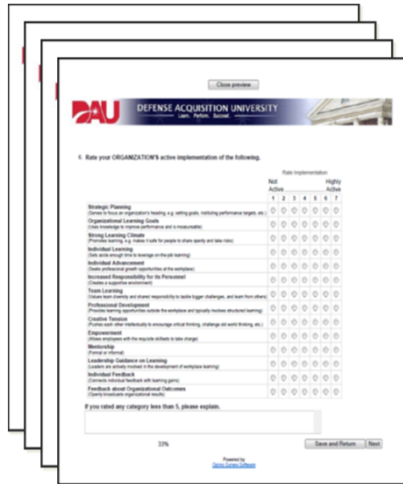 Close preview
DAU
DEFENSE ACQUISITION UNIVERSITY
Learn. Perform. Succeed.
Rate your ORGANIZATION'S active implementation of the following.
Rate Implementation
Not Highly
Active Active
1 2 3 4 5 6 7
Strategic Planning
(Serves to focus an organization's heading, e.g. setting goals, instituting performance targets, etc.)
Organizational Learning Goals
(Uses knowledge to improve performance and is measurable)
Strong Learning Climate
(Promotes learning, e.g. makes it safe for people to share openly and take risks)
Individual Learning
(Sets aside enough time to leverage on the job learning)
Individual Advancement
(Seeks professional growth opportunities at the workplace)
Increased Responsibility for its Personnel
(Creates a supportive environment)
Team Learning
(Values team diversity and shared responsibility to tackle bigger challenges, and learn from others)
Professional Development
(Provides learning opportunities outside the workplace and typically involves structured learning)
Creative Tension
(Pushes each other intellectually to encourage critical thinking, challenge old world thinking, etc.)
Empowerment
(Allows employees with the requisite skillsets to take charge)
Mentorship
(Formal or informal)
Leadership Guidance on Learning
(Leaders are actively involved in the development of workplace learning)
Individual Feedback
(Connects individual feedback with learning gains)
Feedback about Organizational Outcomes
(Openly broadcasts organizational results)
If you rated any category less than 5, please explain.
33% Save and Return Next
Powered by
Survey Software